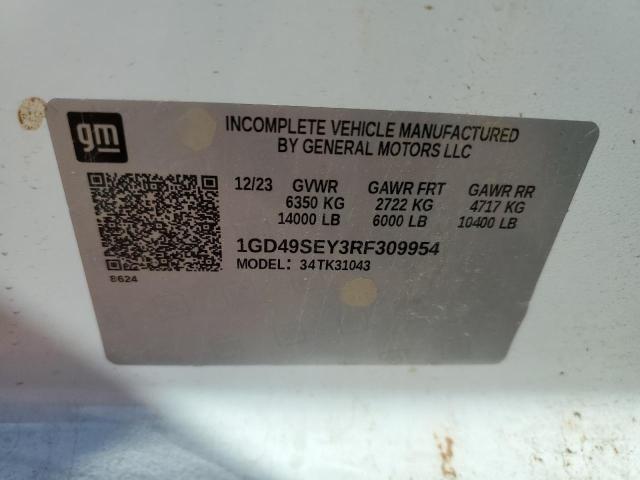 gm
INCOMPLETE VEHICLE MANUFACTURED
BY GENERAL MOTORS LLC
12/23 GVWR GAWR FRT GAWR RR
6350 KG 2722 KG 4717 KG
14000 LB 6000 LB 10400 LB
1GD49SEY3RF309954
MODEL: 34TK31043
8624